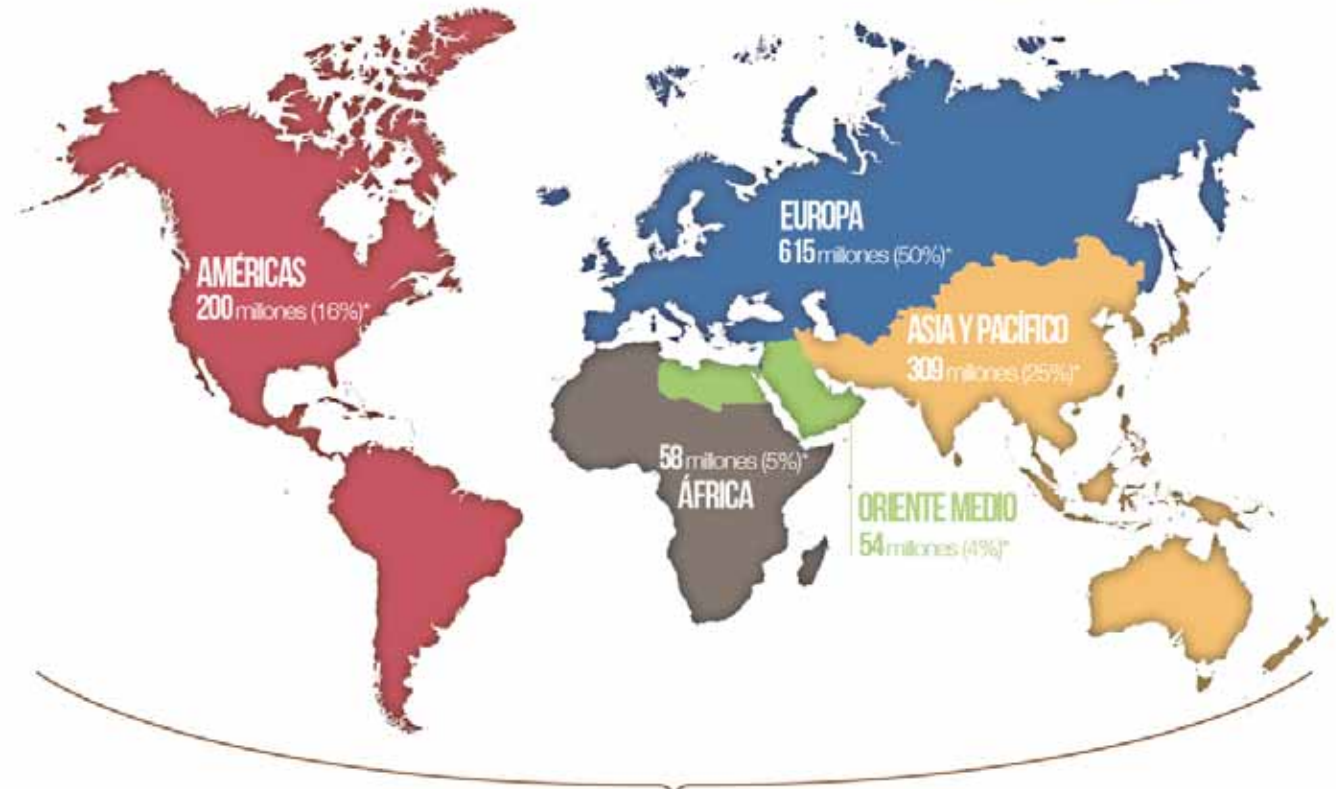 AMÉRICAS
200 millones (16%)*
EUROPA
615 millones (50%)*
ASIA Y PACÍFICO
309 millones (25%)*
58 millones (5%)*
ÁFRICA
ORIENTE MEDIO
54 millones (4%)*